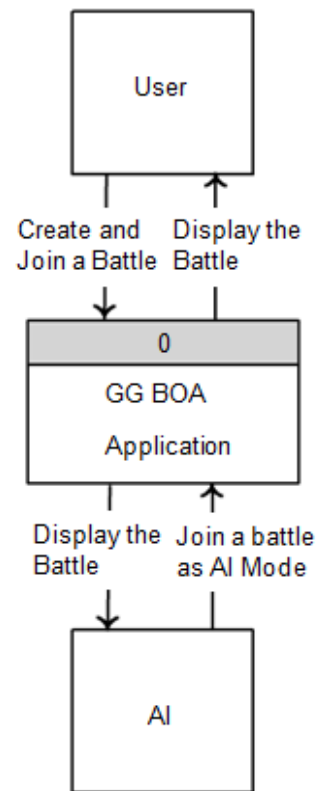 User
Create and
Join a Battle
Display the
Battle
0
GG BOA
Application
Display the
Battle
Join a battle
as AI Mode
AI